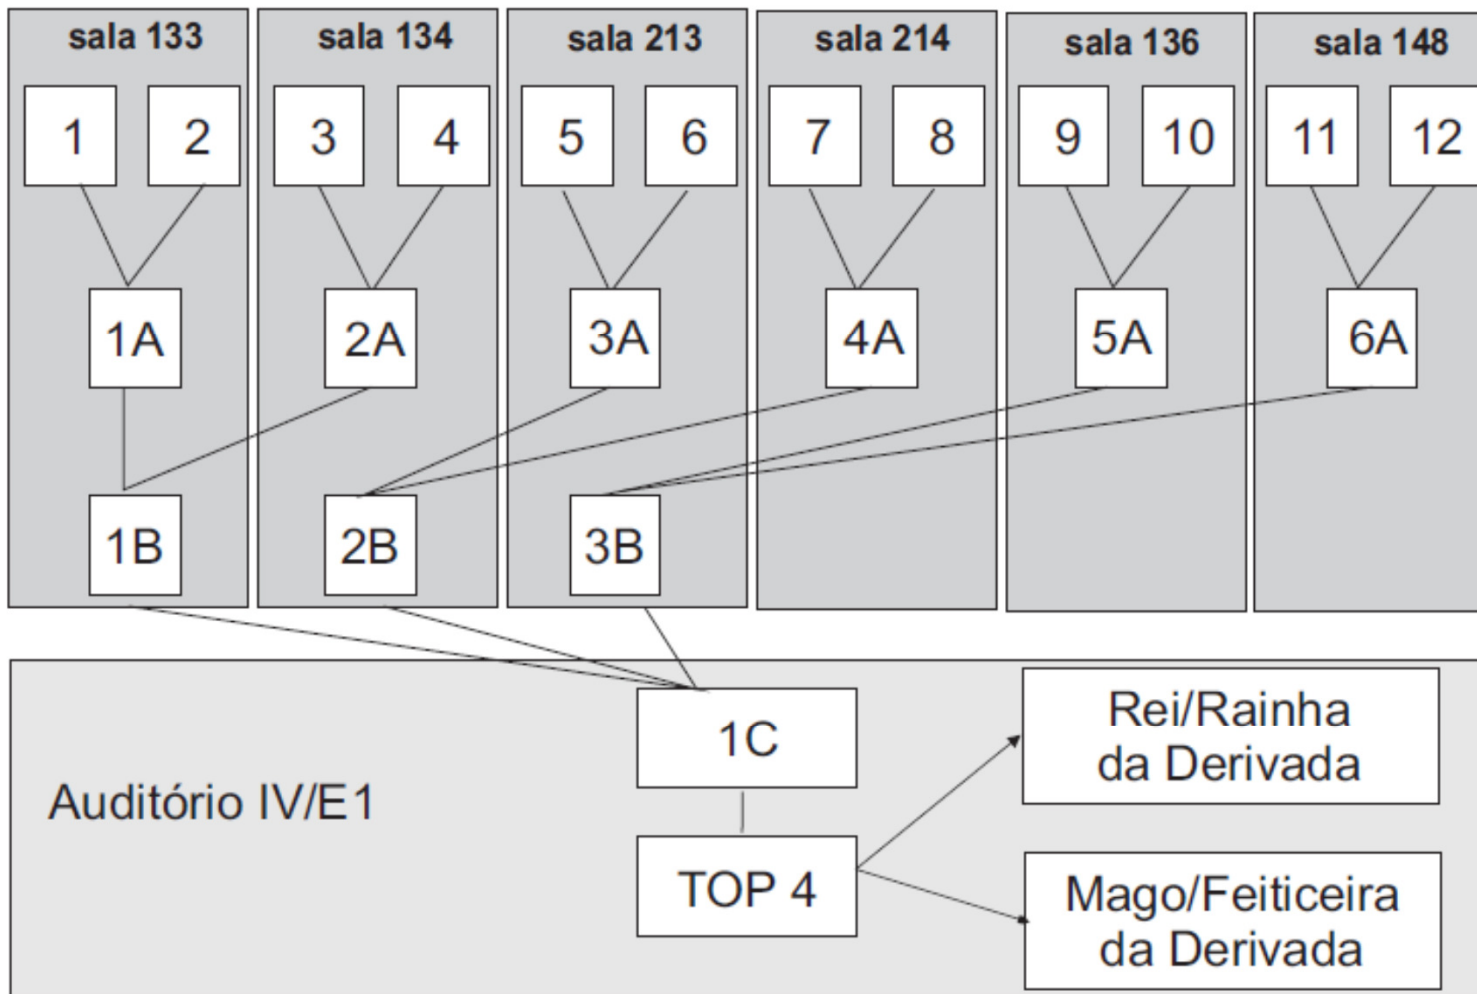 sala 133 sala 134 sala 213 sala 214 sala 136 sala 148
1 2 3 4 5 6 7 8 9 10 11 12
1A 2A 3A 4A 5A 6A
1B 2B 3B
1C
Rei/Rainha
da Derivada
Auditório IV/E1
TOP 4
Mago/Feiticeira
da Derivada